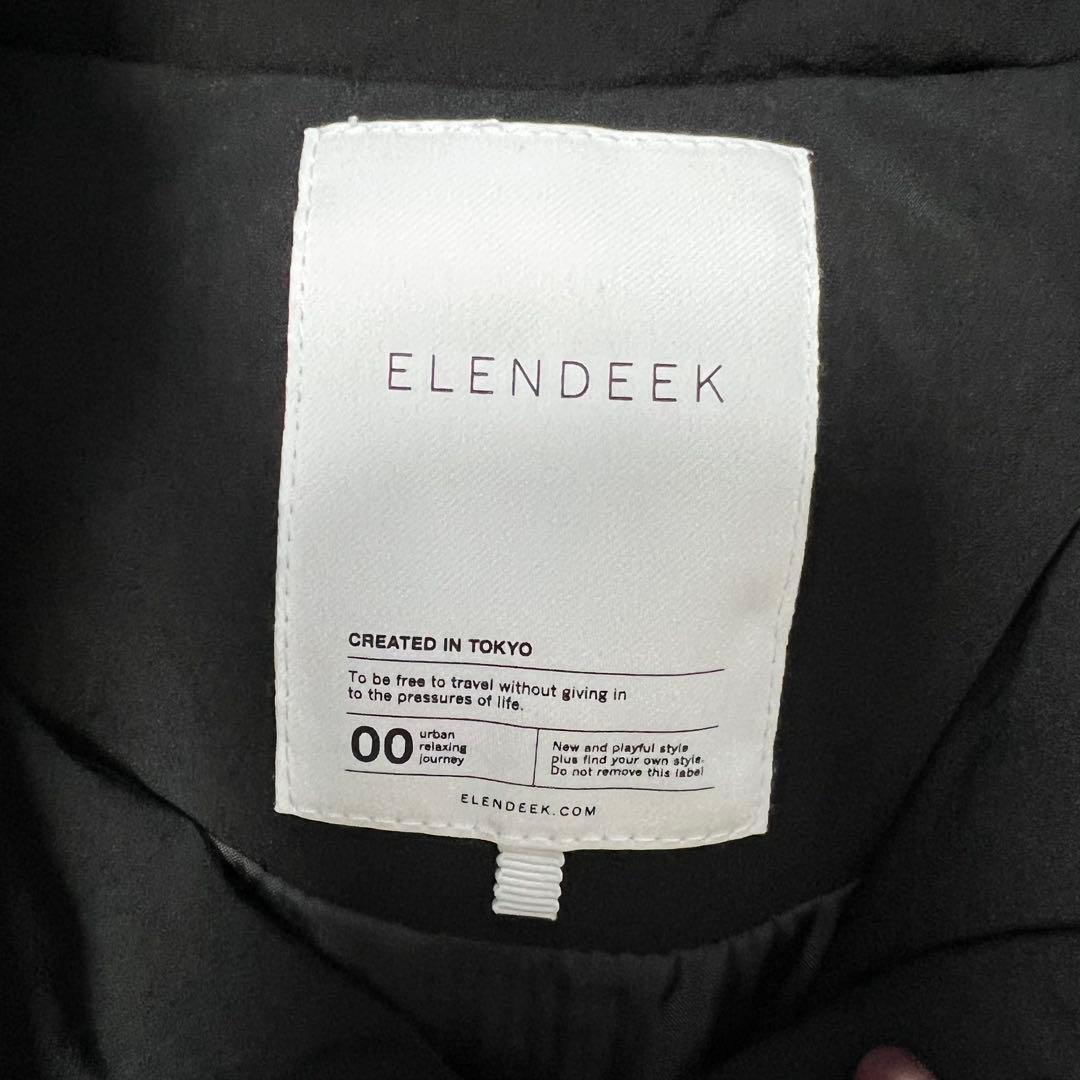 ELENDEEK
CREATED IN TOKYO
To be free to travel without giving in
to the pressures of life.
00
urban
relaxing
journey
New and playful style
plus find your own style.
Do not remove this label
ELENDEEK.COM